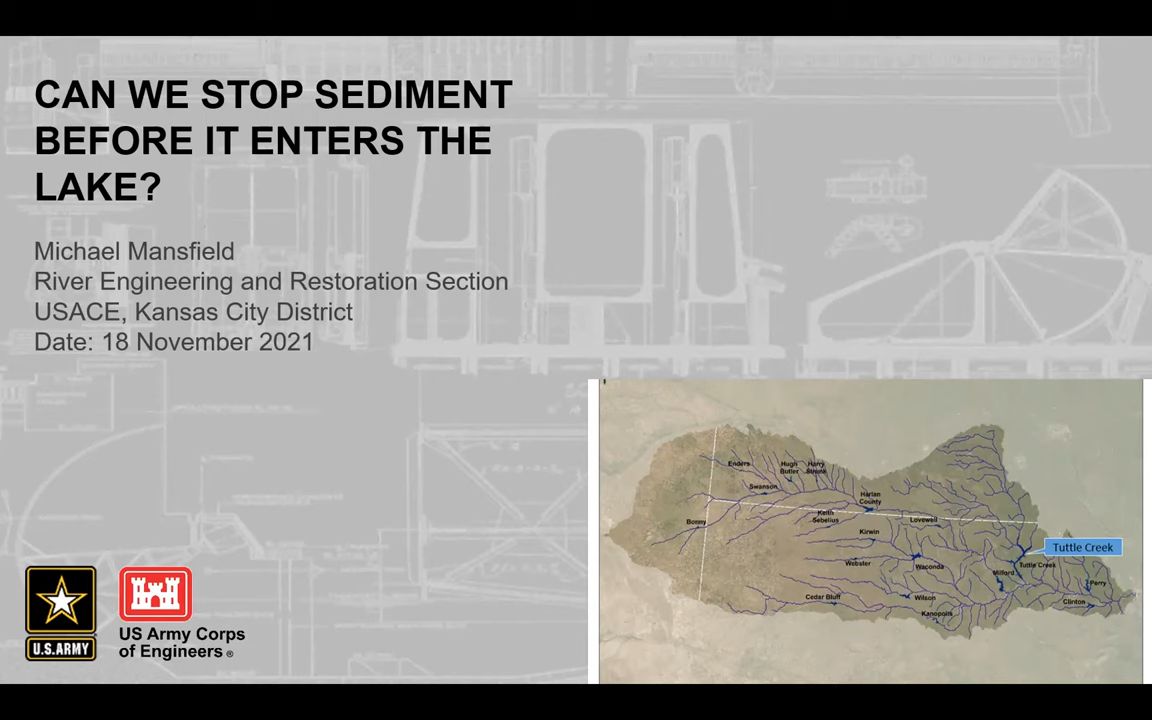 CAN WE STOP SEDIMENT
BEFORE IT ENTERS THE
LAKE?
Michael Mansfield
River Engineering and Restoration Section
USACE, Kansas City District
Date: 18 November 2021
U.S.ARMY
US Army Corps
of Engineers ®
Enders
Hugh
Butler
Harry
Strunk
Swanson
Harlan
County
Bonny
Keith
Sebelius
Lovewell
Kirwin
Tuttle Creek
Webster
Waconda
Tuttle Creek
Milford
Perry
Cedar Bluff
Wilson
Clinton
Kanopolis